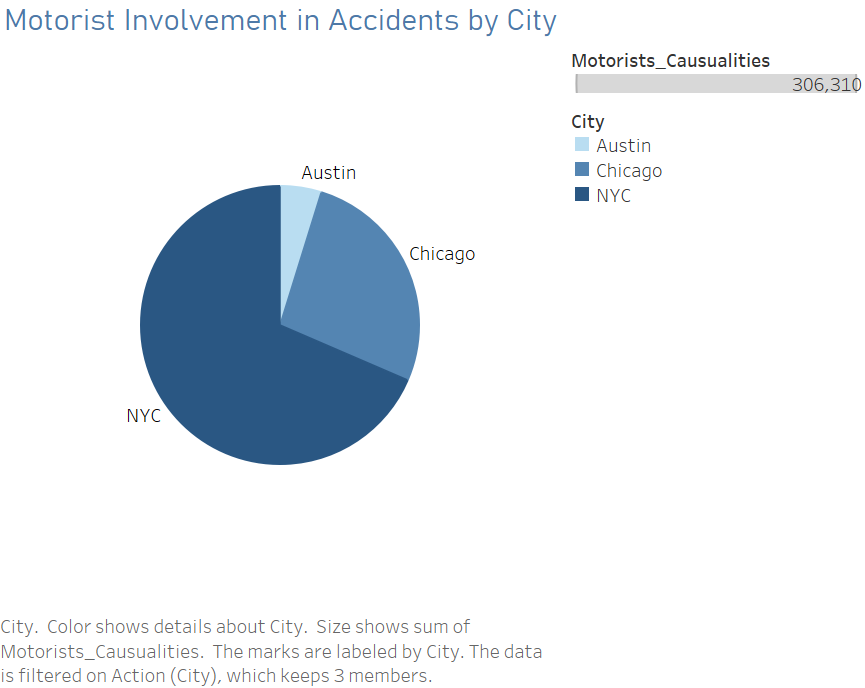 Motorist Involvement in Accidents by City
Motorists_Causualities
306,310
City
Austin
Chicago
NYC
Austin
Chicago
NYC
City.  Color shows details about City.  Size shows sum of
Motorists_Causualities.  The marks are labeled by City. The data
is filtered on Action (City), which keeps 3 members.